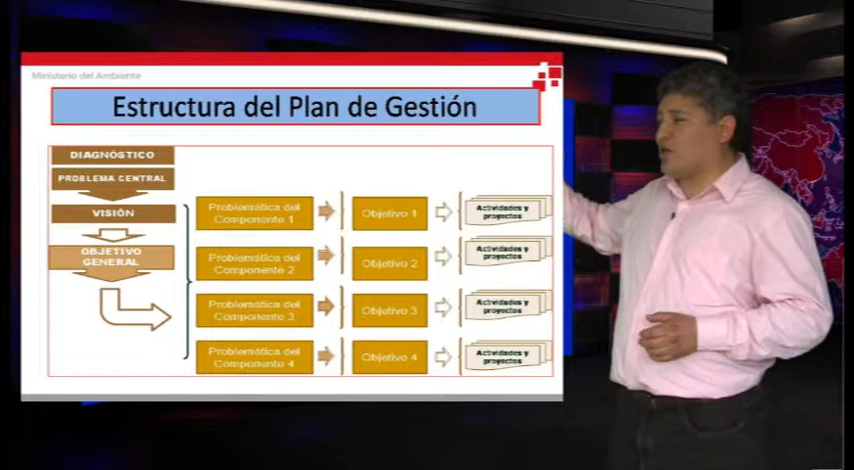 Ministerio del Ambiente
Estructura del Plan de Gestión
DIAGNÓSTICO
PROBLEMA CENTRAL
VISIÓN
OBJETIVO
GENERAL
Problemática del
Componente 1
Objetivo 1
Actividades y
proyectos
Problemática del
Componente 2
Objetivo 2
Actividades y
proyectos
Problemática del
Componente 3
Objetivo 3
Actividades y
proyectos
Problemática del
Componente 4
Objetivo 4
Actividades y
proyectos